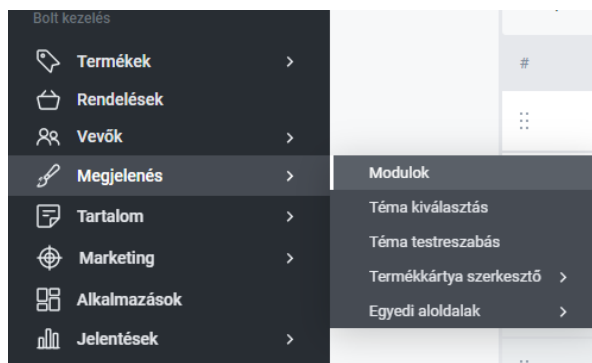 Bolt kezelés
Termékek
#
Rendelések
Vevők
Megjelenés
Modulok
Téma kiválasztás
Tartalom
Téma testreszabás
Marketing
Termékkártya szerkesztő
Alkalmazások
Egyedi aloldalak
Jelentések